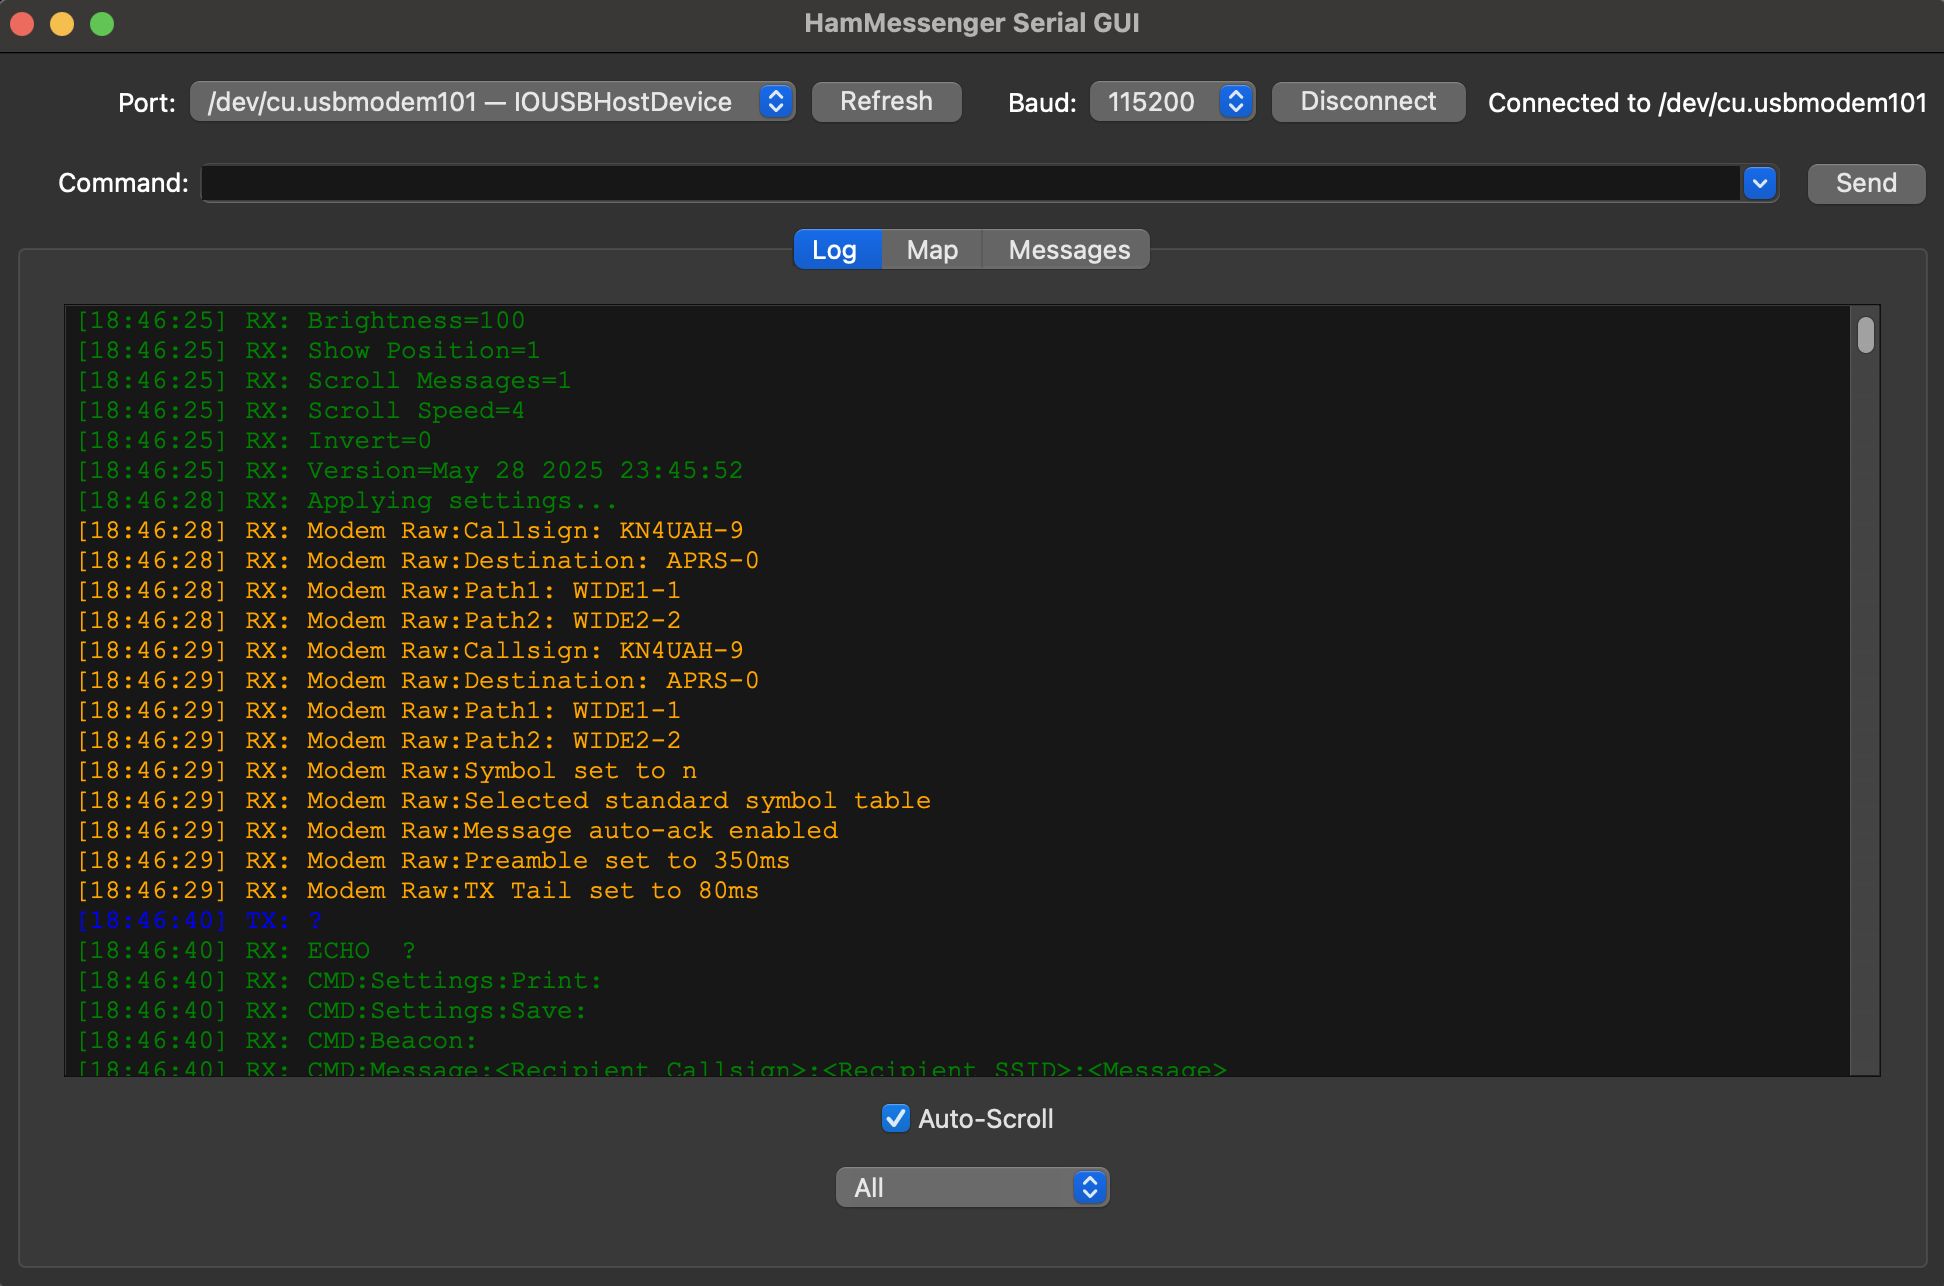 HamMessenger Serial GUI
Port: /dev/cu.usbmodem101 — IOUSBHostDevice Refresh Baud: 115200 Disconnect Connected to /dev/cu.usbmodem101
Command: Send
Log Map Messages
[18:46:25] RX: Brightness=100
[18:46:25] RX: Show Position=1
[18:46:25] RX: Scroll Messages=1
[18:46:25] RX: Scroll Speed=4
[18:46:25] RX: Invert=0
[18:46:25] RX: Version=May 28 2025 23:45:52
[18:46:28] RX: Applying settings...
[18:46:28] RX: Modem Raw:Callsign: KN4UAH-9
[18:46:28] RX: Modem Raw:Destination: APRS-0
[18:46:28] RX: Modem Raw:Path1: WIDE1-1
[18:46:28] RX: Modem Raw:Path2: WIDE2-2
[18:46:29] RX: Modem Raw:Callsign: KN4UAH-9
[18:46:29] RX: Modem Raw:Destination: APRS-0
[18:46:29] RX: Modem Raw:Path1: WIDE1-1
[18:46:29] RX: Modem Raw:Path2: WIDE2-2
[18:46:29] RX: Modem Raw:Symbol set to n
[18:46:29] RX: Modem Raw:Selected standard symbol table
[18:46:29] RX: Modem Raw:Message auto-ack enabled
[18:46:29] RX: Modem Raw:Preamble set to 350ms
[18:46:29] RX: Modem Raw:TX Tail set to 80ms
[18:46:40] TX: ?
[18:46:40] RX: ECHO  ?
[18:46:40] RX: CMD:Settings:Print:
[18:46:40] RX: CMD:Settings:Save:
[18:46:40] RX: CMD:Beacon:
[18:46:40] RX: CMD:Message:<Recipient Callsign>:<Recipient SSID>:<Message>
Auto-Scroll
All